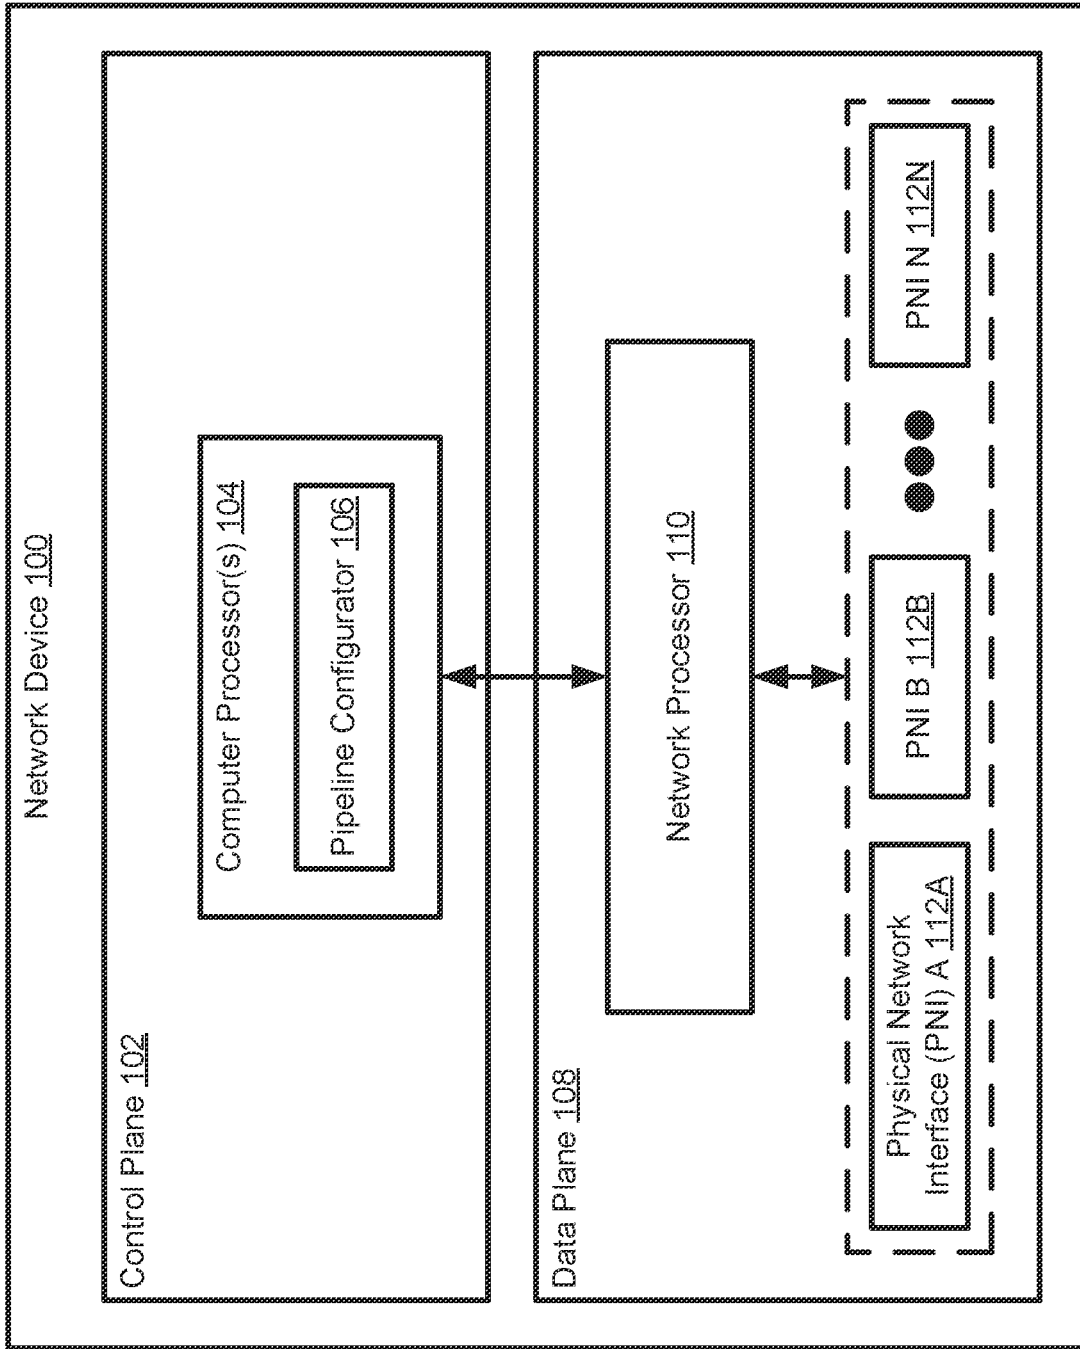 Network Device 100
Control Plane 102
Computer Processor(s) 104
Pipeline Configurator 106
Data Plane 108
Network Processor 110
Physical Network
Interface (PNI) A 112A
PNI B 112B
PNI N 112N